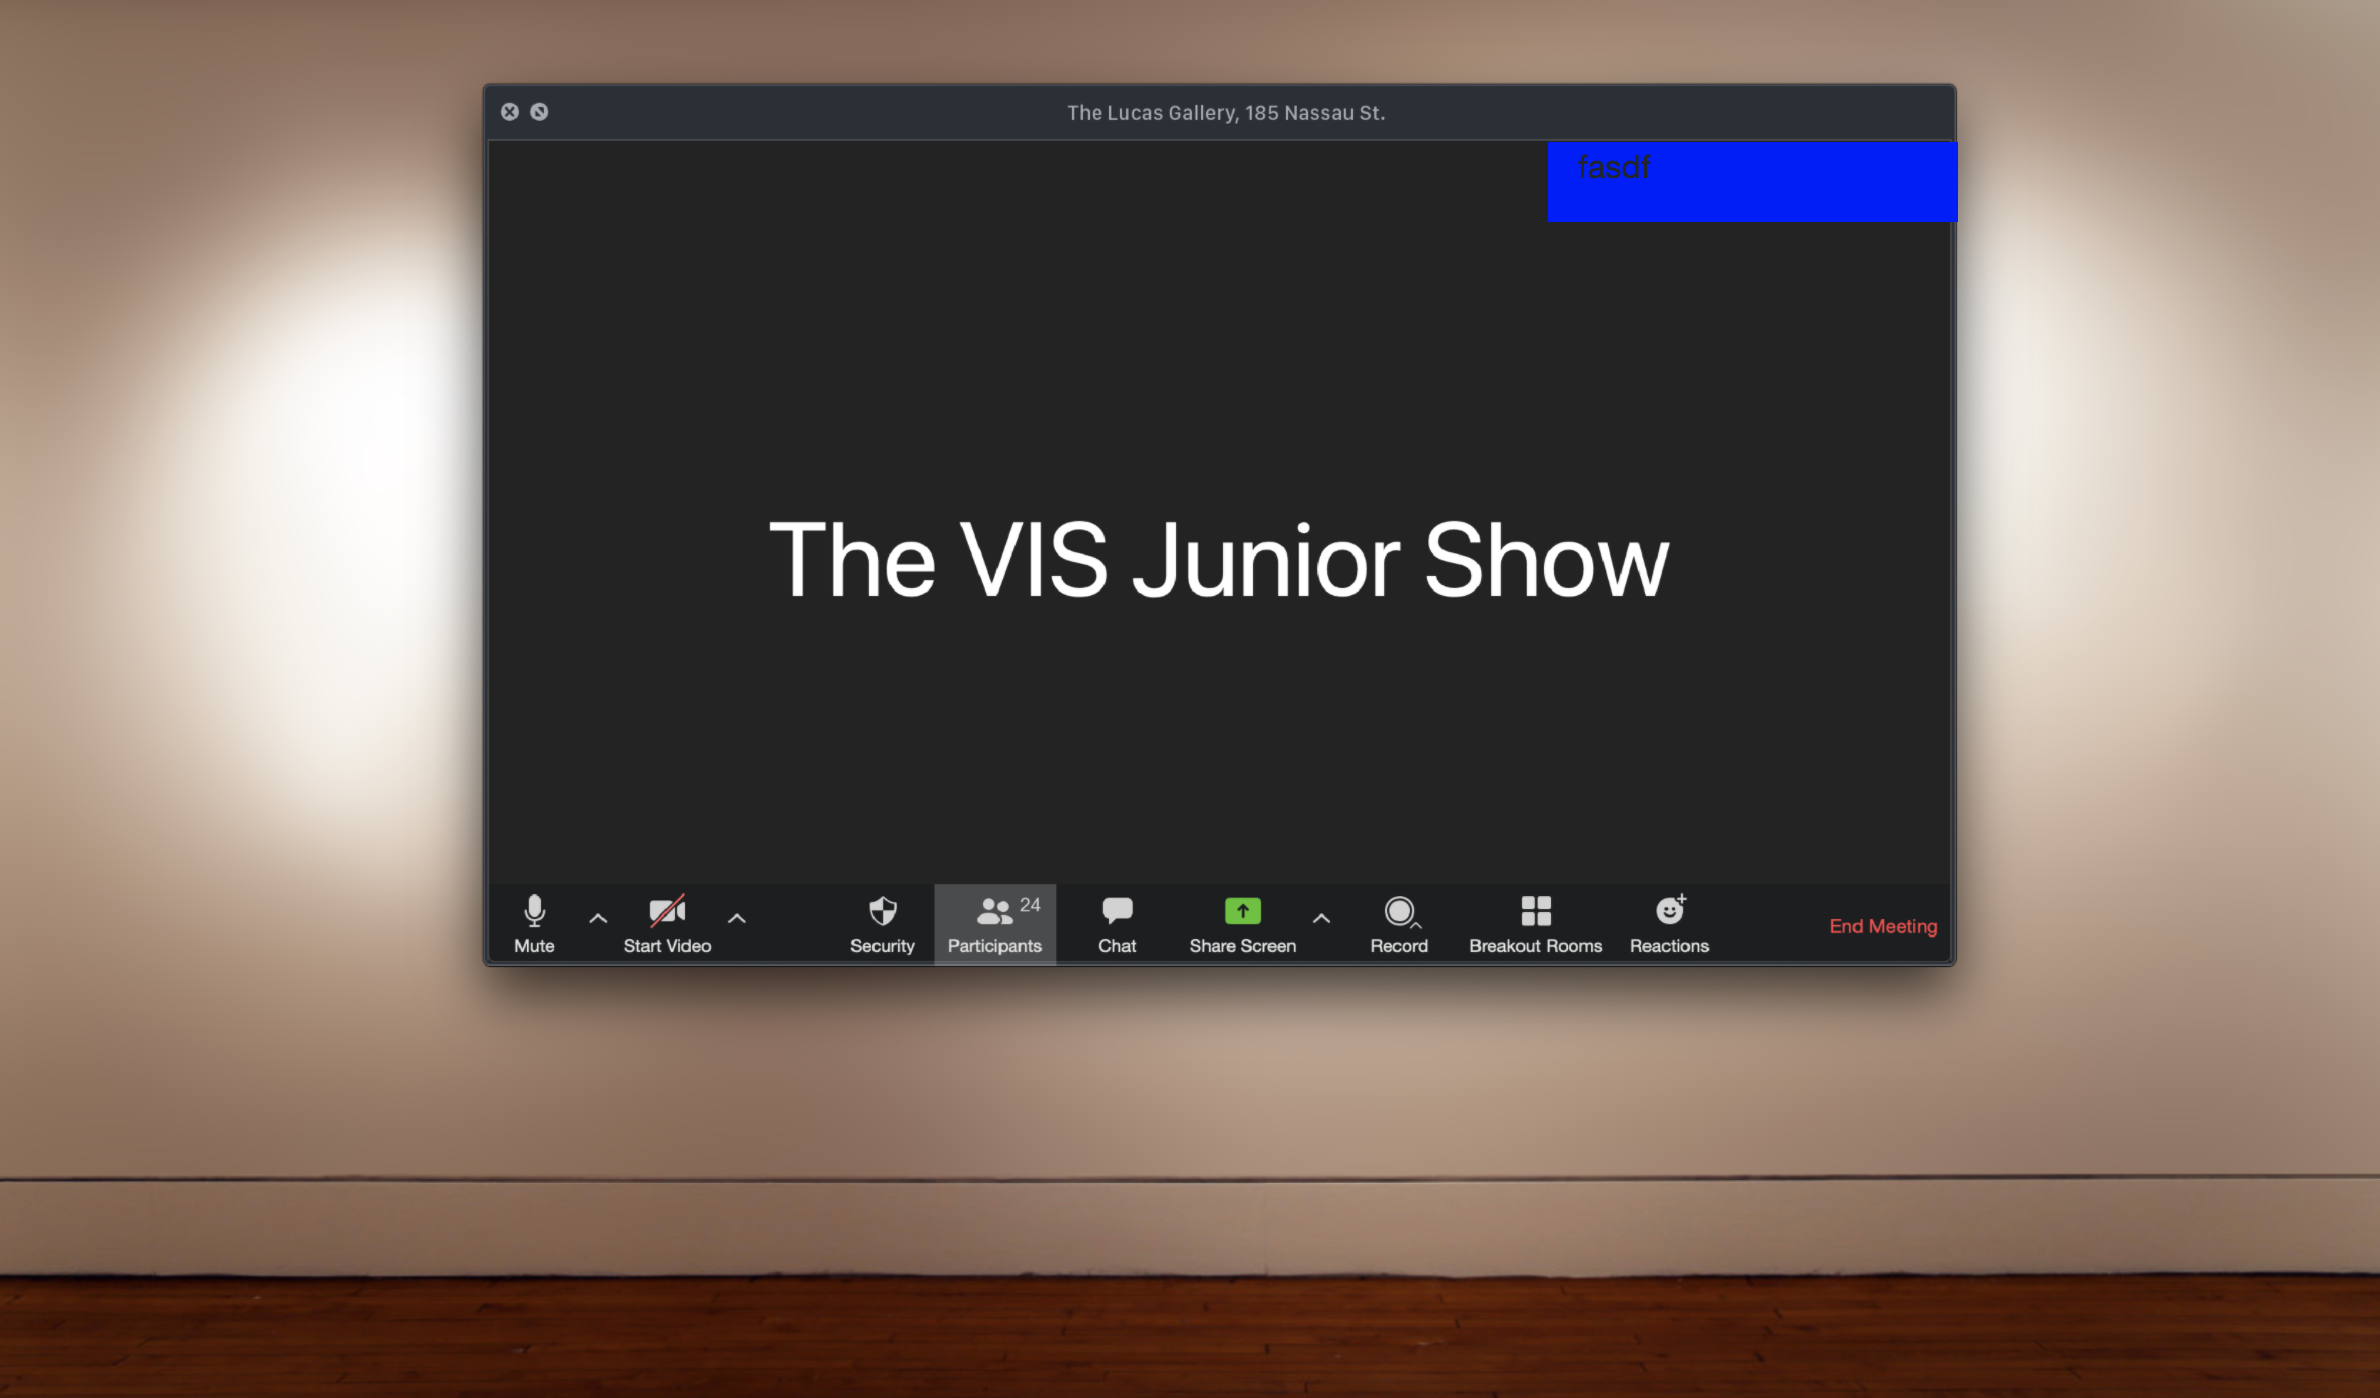 The Lucas Gallery, 185 Nassau St.
fasdf
The VIS Junior Show
24
Mute
Start Video
Security
Participants
Chat
Share Screen
Record
Breakout Rooms
Reactions
End Meeting